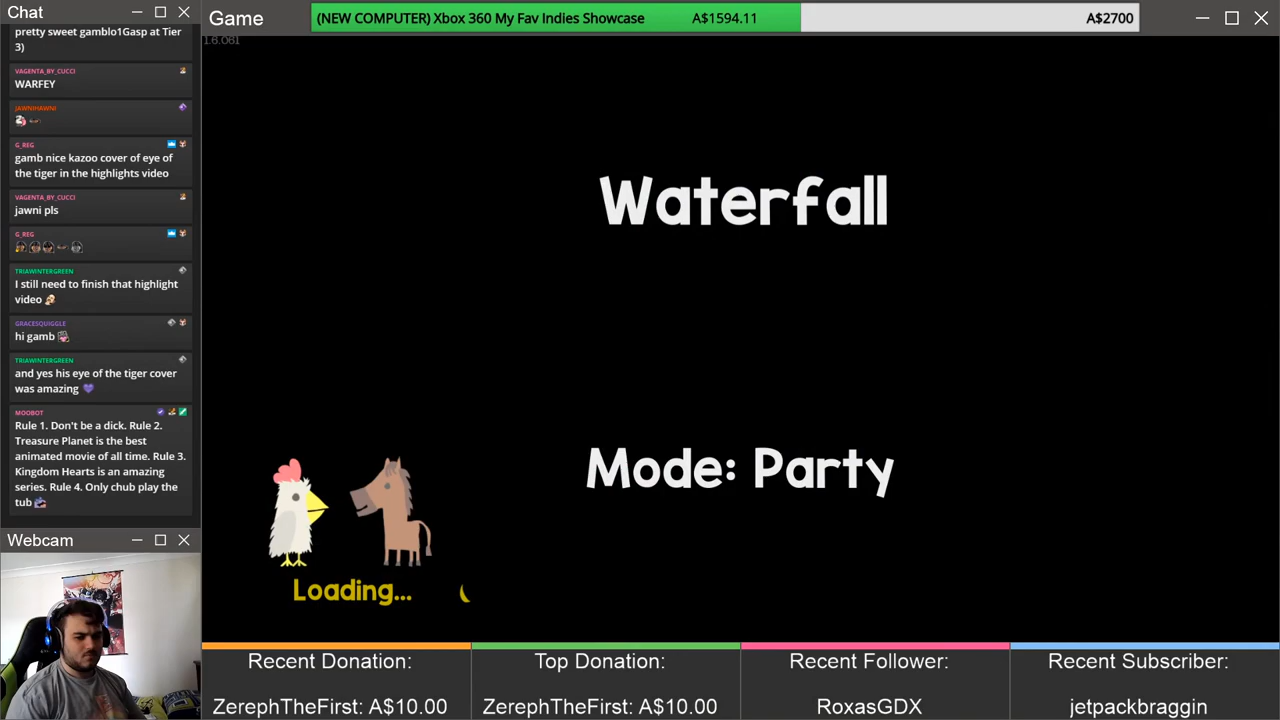 Chat
pretty sweet gamblo1Gasp at Tier
3)
VAGENTA_BY_CUCCI
WARFEY
JAWNIHAWNI
G_REG
gamb nice kazoo cover of eye of
the tiger in the highlights video
VAGENTA_BY_CUCCI
jawni pls
G_REG
TRIAWINTERGREEN
I still need to finish that highlight
video
GRACESQUIGGLE
hi gamb
TRIAWINTERGREEN
and yes his eye of the tiger cover
was amazing
MOOBOT
Rule 1. Don't be a dick. Rule 2.
Treasure Planet is the best
animated movie of all time. Rule 3.
Kingdom Hearts is an amazing
series. Rule 4. Only chub play the
tub
Webcam
Game
(NEW COMPUTER) Xbox 360 My Fav Indies Showcase A$1594.11 A$2700
1.6.061
Waterfall
Mode: Party
Loading...
Recent Donation:
ZerephTheFirst: A$10.00
Top Donation:
ZerephTheFirst: A$10.00
Recent Follower:
RoxasGDX
Recent Subscriber:
jetpackbraggin